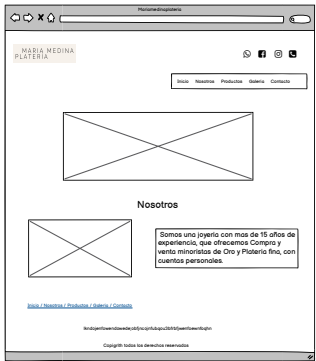 Mariamedinaplateria
MARIA MEDINA
PLATERÍA
Inicio Nosotros Productos Galeria Contacto
Nosotros
Somos una joyeria con mas de 15 años de
experiencia, que ofrecemos Compra y
venta minoristas de Oro y Plateria fina, con
cuentas personales.
Inicio / Nosotros / Productos / Galeria / Contacto
Copigrith todos los derechos reservados